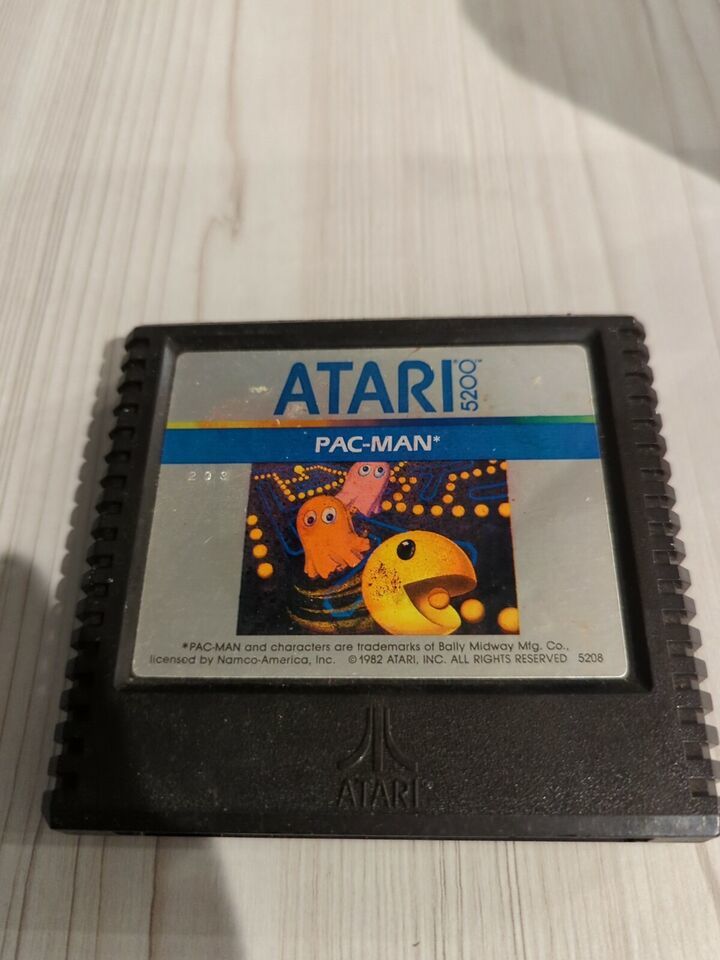 ATARI® 5200™
PAC-MAN*
203
*PAC-MAN and characters are trademarks of Bally Midway Mfg. Co.,
licensed by Namco-America, Inc. ©1982 ATARI, INC. ALL RIGHTS RESERVED 5208
ATARI